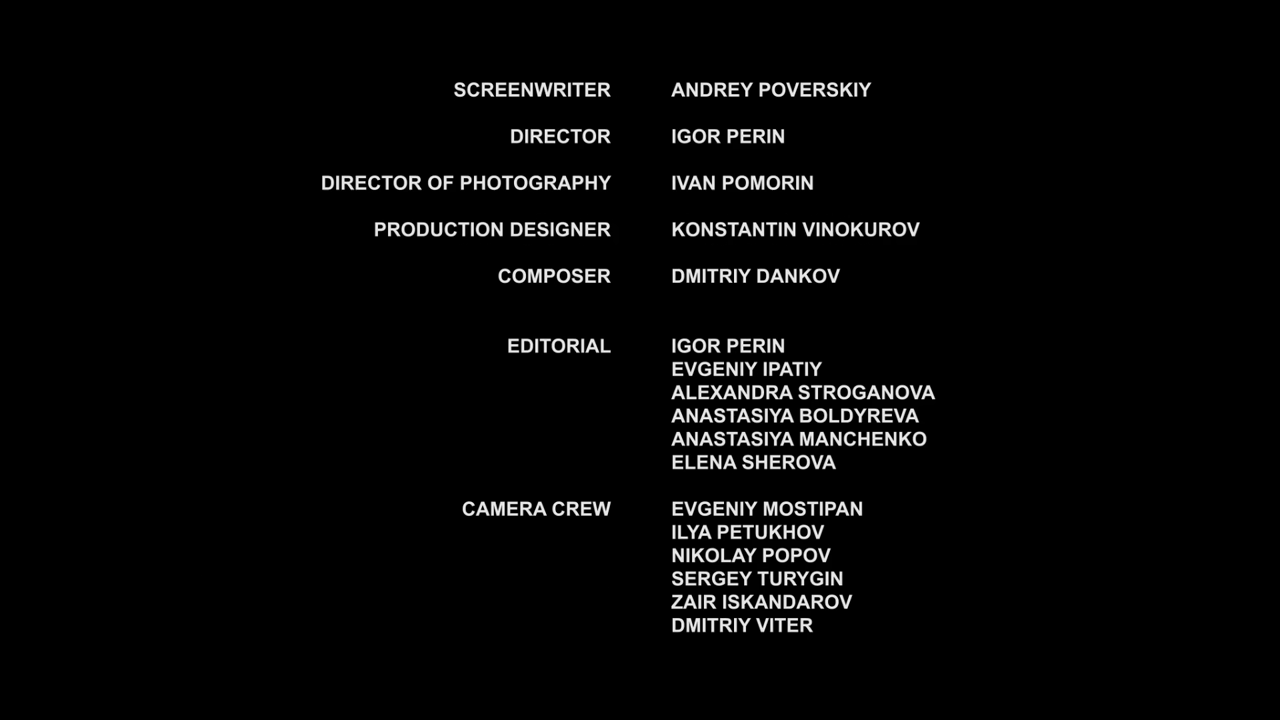 SCREENWRITER ANDREY POVERSKIY
DIRECTOR IGOR PERIN
DIRECTOR OF PHOTOGRAPHY IVAN POMORIN
PRODUCTION DESIGNER KONSTANTIN VINOKUROV
COMPOSER DMITRIY DANKOV
EDITORIAL IGOR PERIN
EVGENIY IPATIY
ALEXANDRA STROGANOVA
ANASTASIYA BOLDYREVA
ANASTASIYA MANCHENKO
ELENA SHEROVA
CAMERA CREW EVGENIY MOSTIPAN
ILYA PETUKHOV
NIKOLAY POPOV
SERGEY TURYGIN
ZAIR ISKANDAROV
DMITRIY VITER